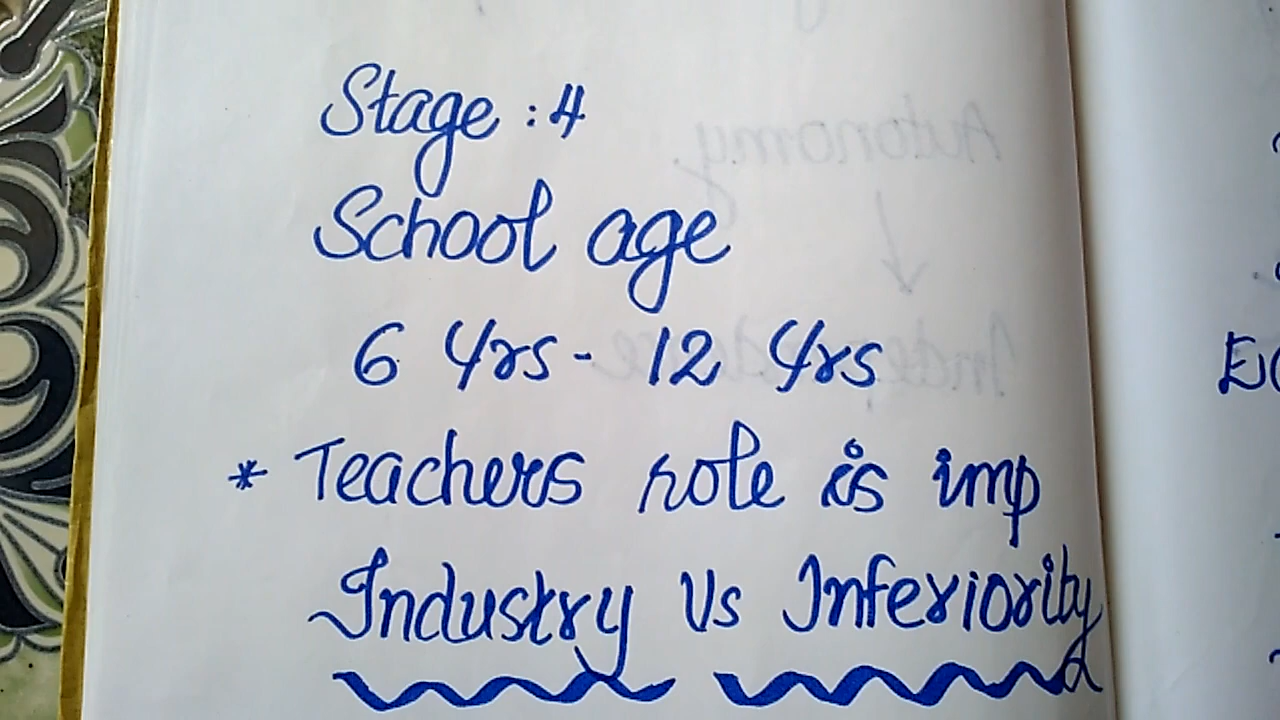 Stage : 4
School age
6 Yrs - 12 Yrs
* Teachers role is imp
Industry Vs Inferiority